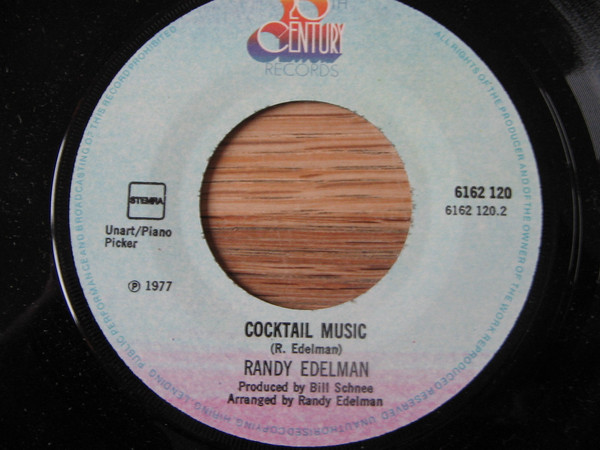 20TH
CENTURY
RECORDS
ALL RIGHTS OF THE PRODUCER AND OF THE OWNER OF THE WORK REPRODUCED RESERVED. UNAUTHORISED COPYING-HIRING-LENDING-PUBLIC PERFORMANCE AND BROADCASTING OF THIS RECORD PROHIBITED
STEMRA
Unart/Piano
Picker
℗ 1977
6162 120
6162 120.2
COCKTAIL MUSIC
(R. Edelman)
RANDY EDELMAN
Produced by Bill Schnee
Arranged by Randy Edelman